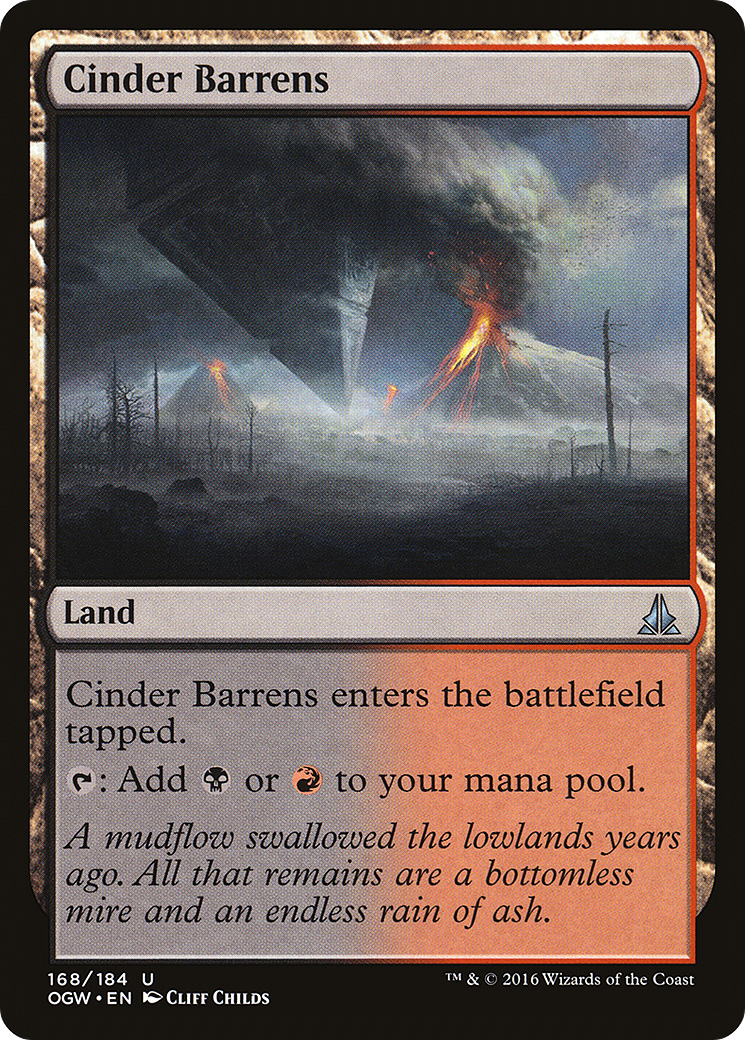 Cinder Barrens
Land
Cinder Barrens enters the battlefield
tapped.
: Add or to your mana pool.
A mudflow swallowed the lowlands years
ago. All that remains are a bottomless
mire and an endless rain of ash.
168/184 U
™ & © 2016 Wizards of the Coast
OGW • EN Cliff Childs